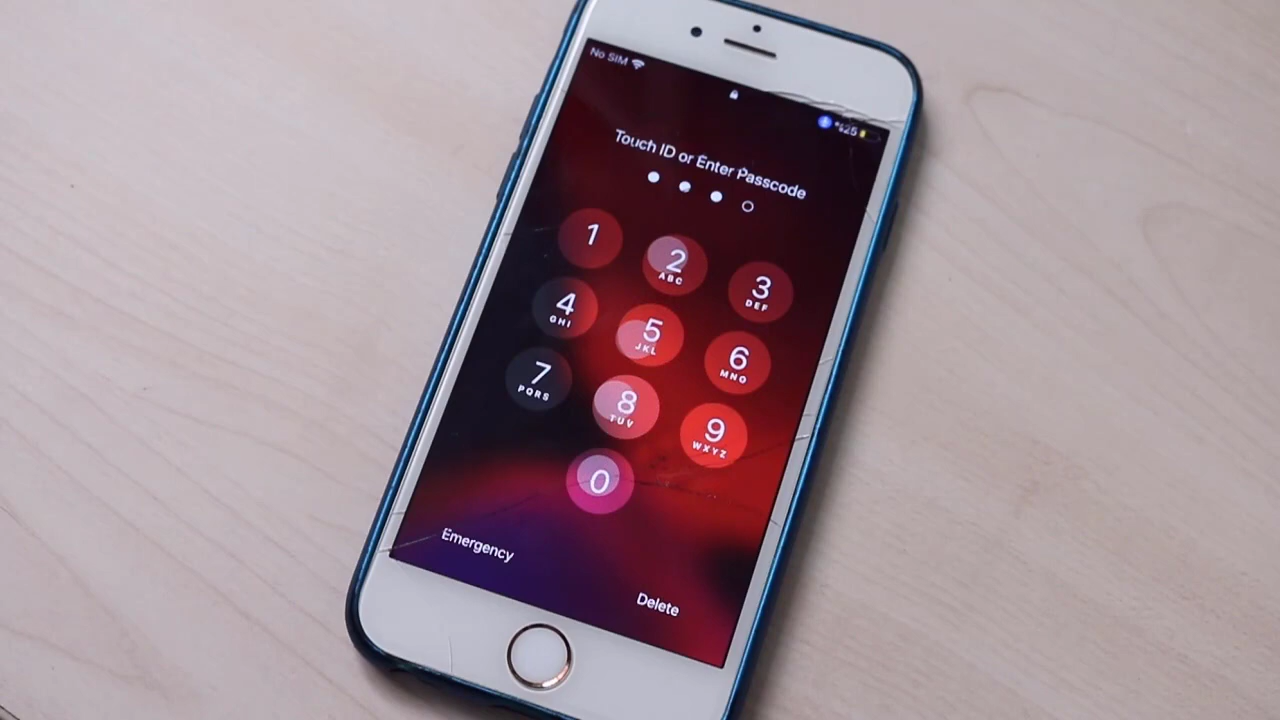 No SIM
%25
Touch ID or Enter Passcode
1
2
ABC
3
DEF
4
GHI
5
JKL
6
MNO
7
PQRS
8
TUV
9
WXYZ
0
Emergency
Delete